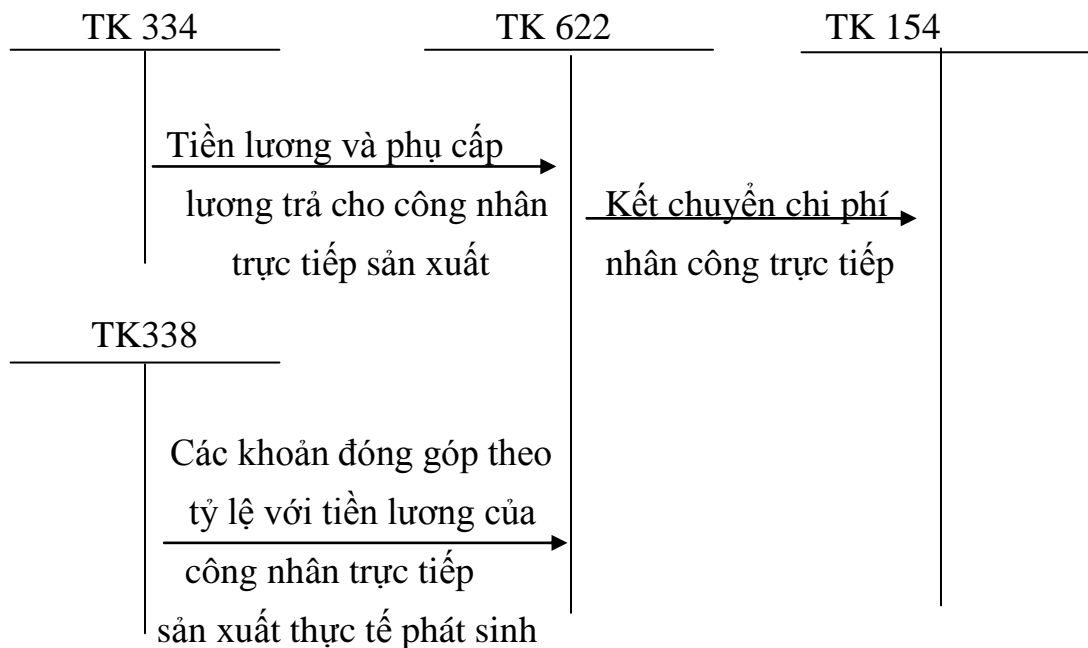 TK 334
TK 622
TK 154
Tiền lương và phụ cấp
lương trả cho công nhân
trực tiếp sản xuất
Kết chuyển chi phí
nhân công trực tiếp
TK338
Các khoản đóng góp theo
tỷ lệ với tiền lương của
công nhân trực tiếp
sản xuất thực tế phát sinh